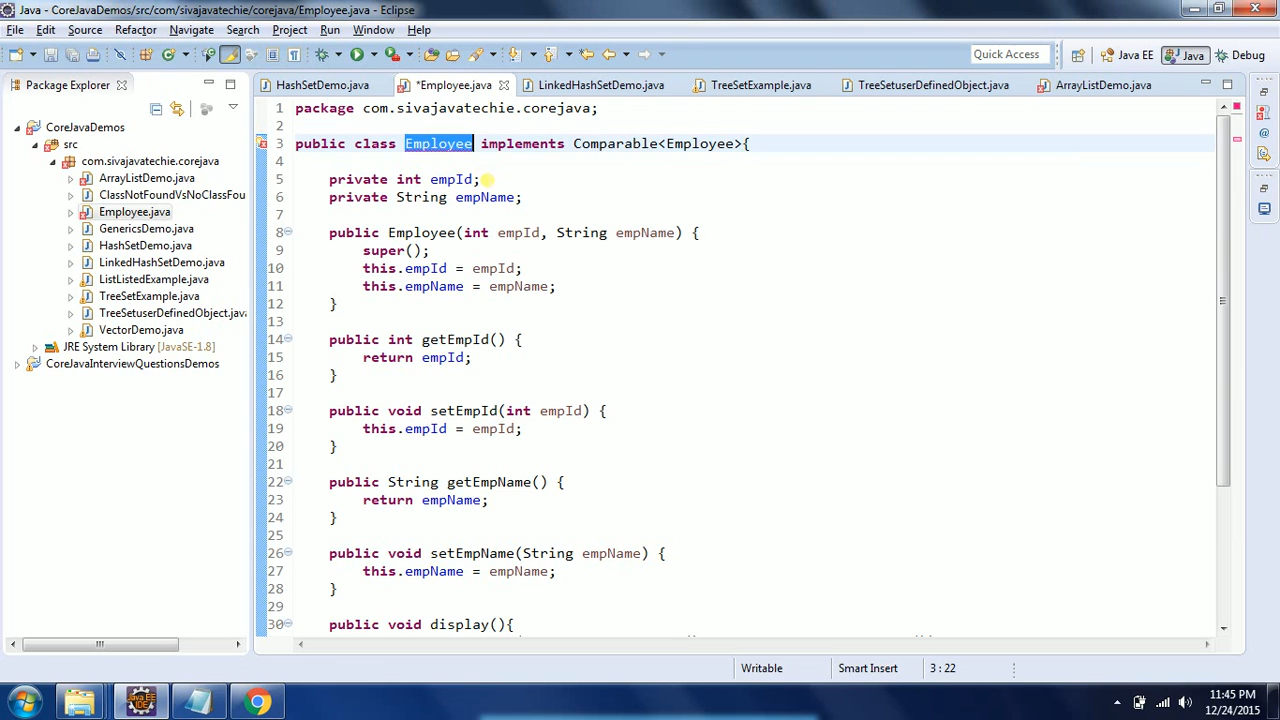 Java - CoreJavaDemos/src/com/sivajavatechie/corejava/Employee.java - Eclipse
File Edit Source Refactor Navigate Search Project Run Window Help
Quick Access Java EE Java Debug
Package Explorer
HashSetDemo.java *Employee.java LinkedHashSetDemo.java TreeSetExample.java TreeSetuserDefinedObject.java ArrayListDemo.java
CoreJavaDemos
src
com.sivajavatechie.corejava
ArrayListDemo.java
ClassNotFoundVsNoClassFou
Employee.java
GenericsDemo.java
HashSetDemo.java
LinkedHashSetDemo.java
ListListedExample.java
TreeSetExample.java
TreeSetuserDefinedObject.java
VectorDemo.java
JRE System Library [JavaSE-1.8]
CoreJavaInterviewQuestionsDemos
1 package com.sivajavatechie.corejava;
2
3 public class Employee implements Comparable<Employee>{
4
5 private int empId;
6 private String empName;
7
8 public Employee(int empId, String empName) {
9 super();
10 this.empId = empId;
11 this.empName = empName;
12 }
13
14 public int getEmpId() {
15 return empId;
16 }
17
18 public void setEmpId(int empId) {
19 this.empId = empId;
20 }
21
22 public String getEmpName() {
23 return empName;
24 }
25
26 public void setEmpName(String empName) {
27 this.empName = empName;
28 }
29
30 public void display(){
Writable Smart Insert 3 : 22
Java EE
IDE
11:45 PM
12/24/2015